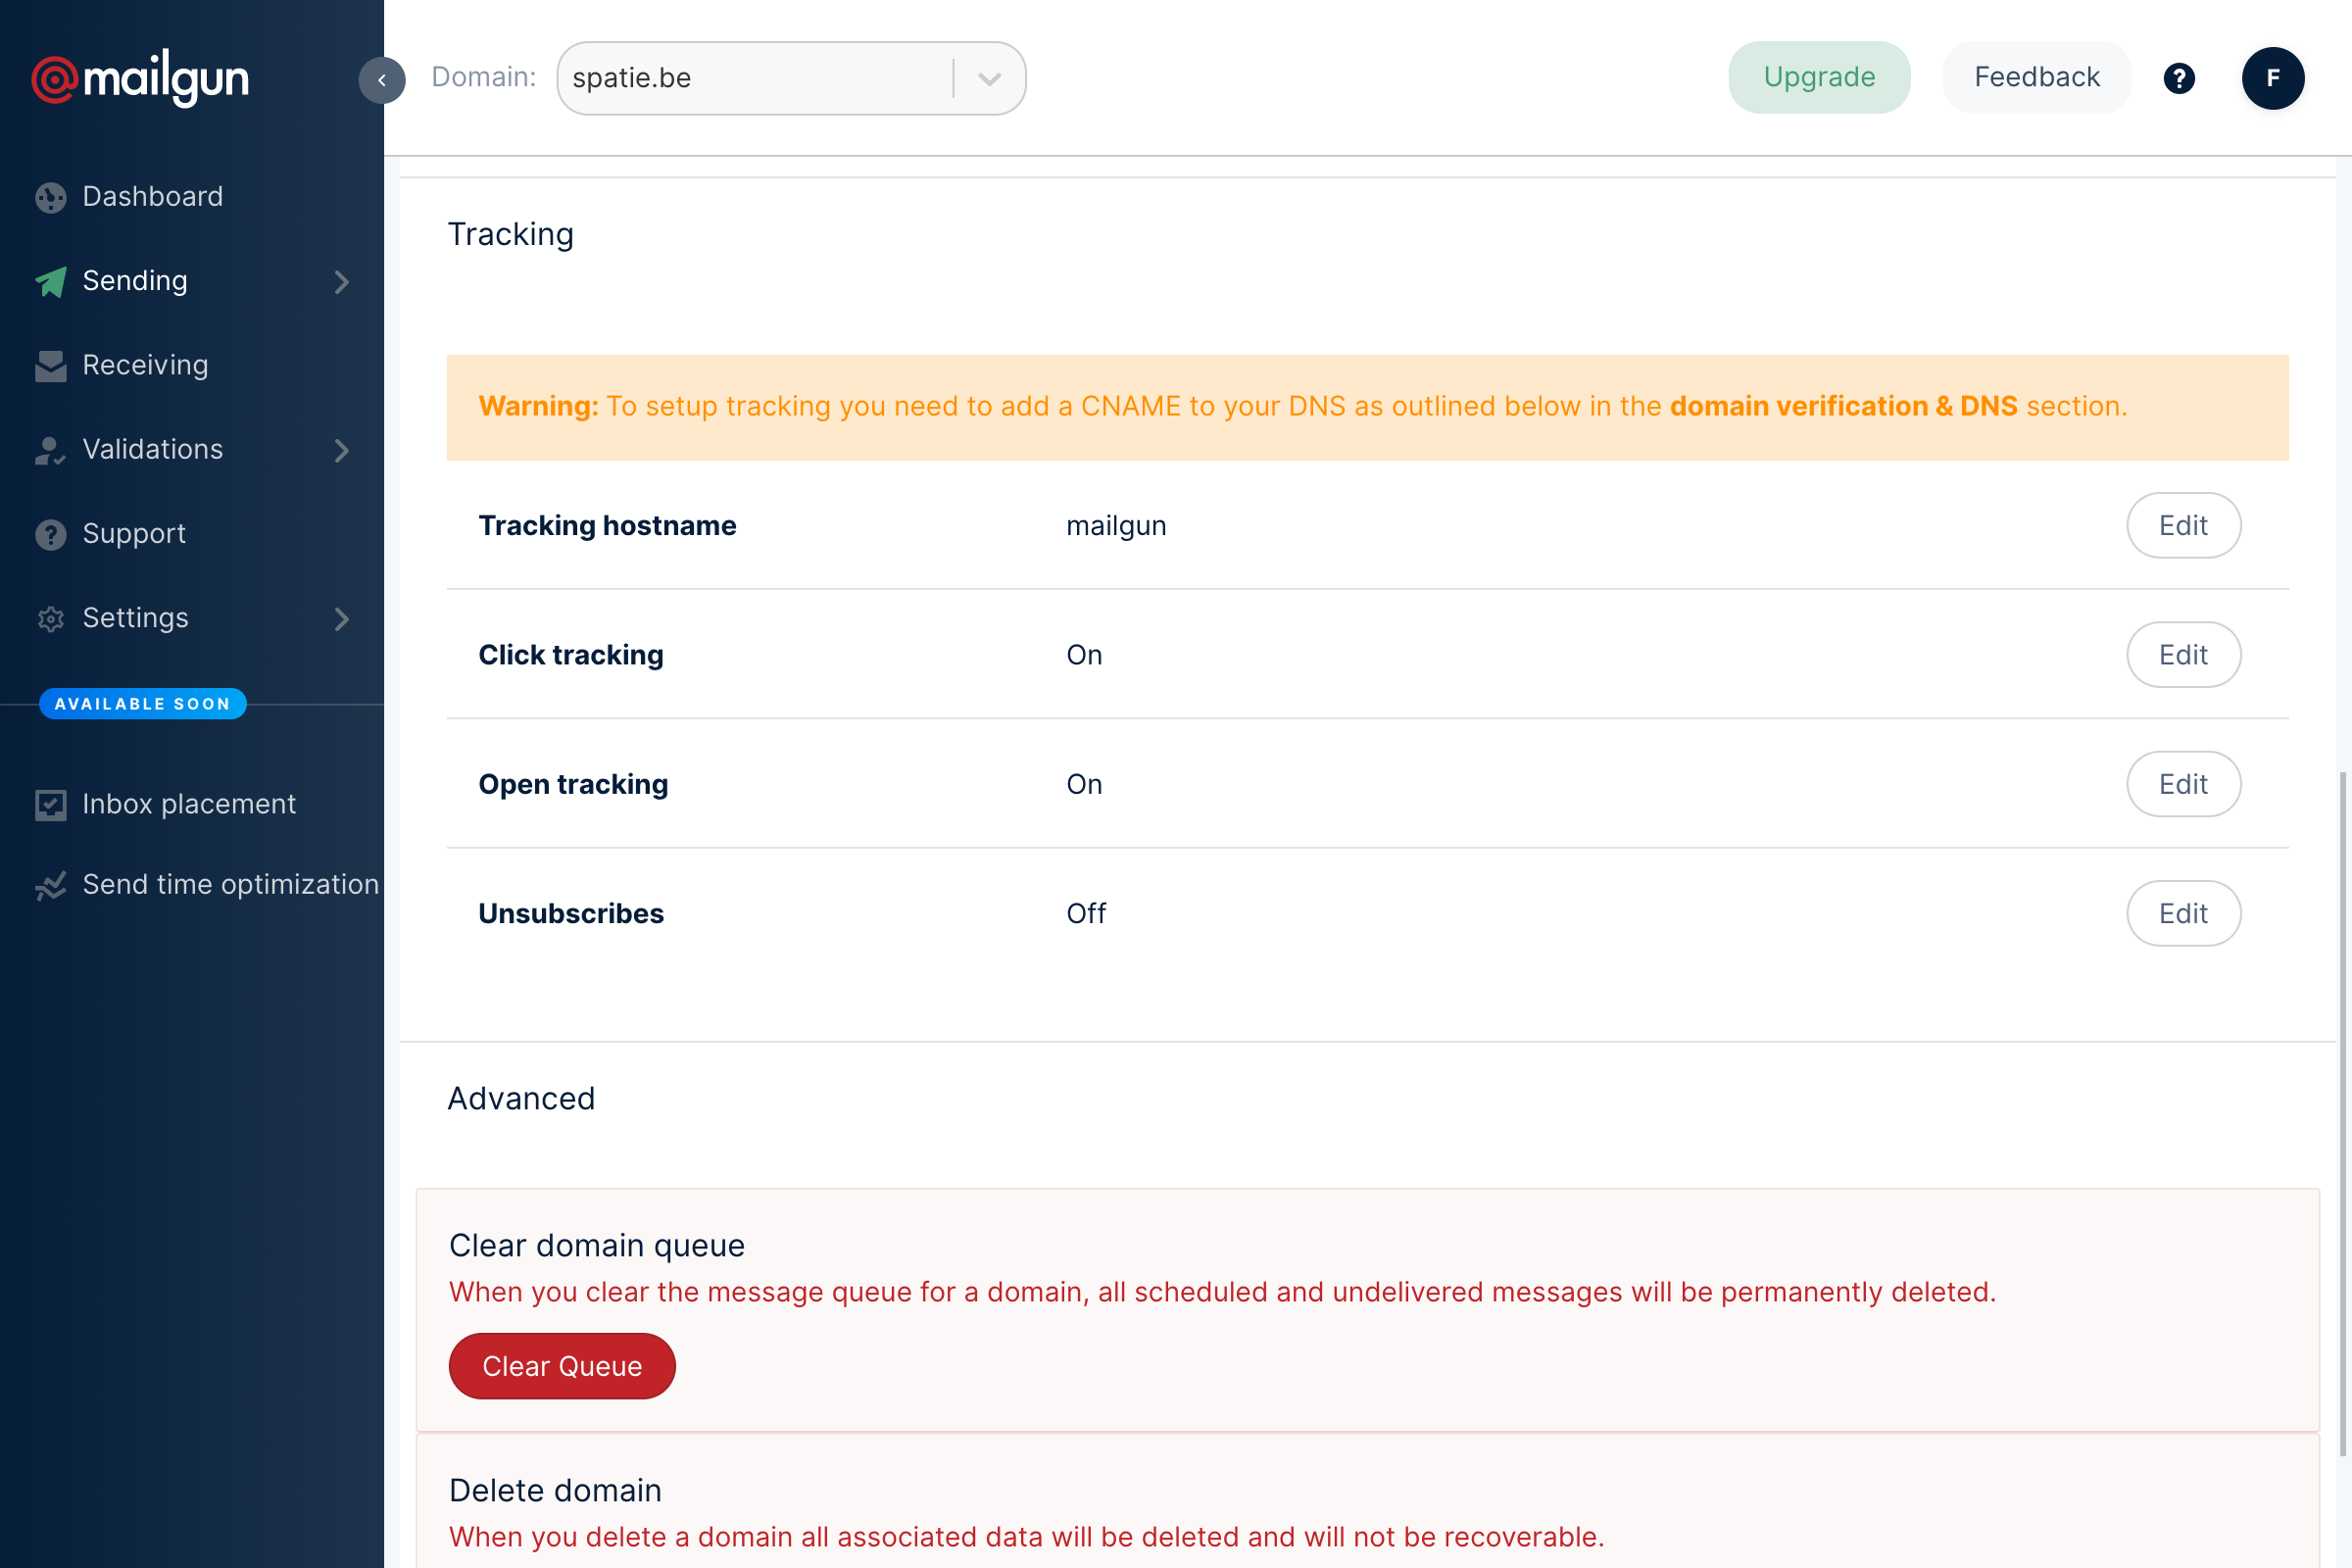 mailgun
Domain:
spatie.be
Upgrade
Feedback
?
F
Dashboard
Sending
Receiving
Validations
Support
Settings
AVAILABLE SOON
Inbox placement
Send time optimization
Tracking
Warning: To setup tracking you need to add a CNAME to your DNS as outlined below in the domain verification & DNS section.
Tracking hostname mailgun Edit
Click tracking On Edit
Open tracking On Edit
Unsubscribes Off Edit
Advanced
Clear domain queue
When you clear the message queue for a domain, all scheduled and undelivered messages will be permanently deleted.
Clear Queue
Delete domain
When you delete a domain all associated data will be deleted and will not be recoverable.